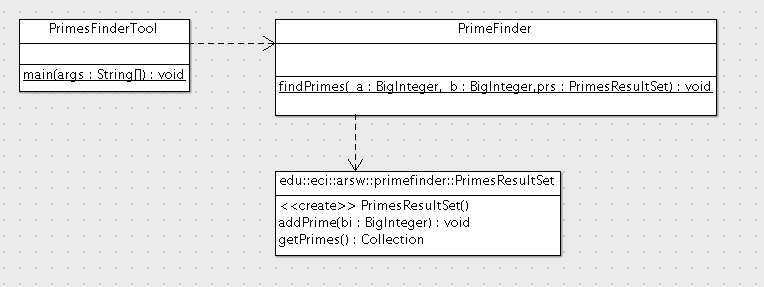 PrimesFinderTool
main(args : String[]) : void
PrimeFinder
findPrimes( _a : BigInteger, _b : BigInteger,prs : PrimesResultSet) : void
edu::eci::arsw::primefinder::PrimesResultSet
<<create>> PrimesResultSet()
addPrime(bi : BigInteger) : void
getPrimes() : Collection